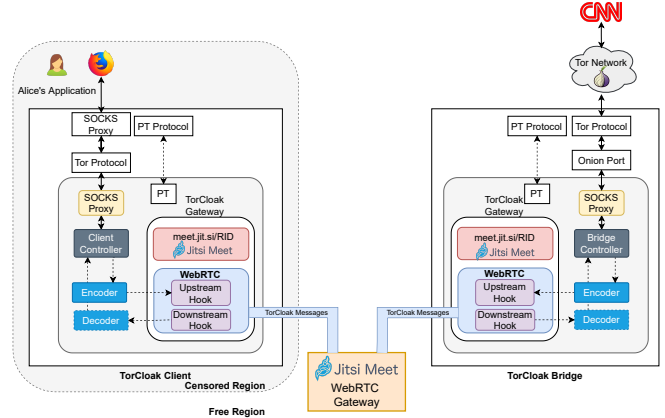 CNN
Tor Network
Alice's Application
SOCKS
Proxy
PT Protocol
Tor Protocol
PT
SOCKS
Proxy
TorCloak
Gateway
Client
Controller
meet.jit.si/RID
Jitsi Meet
WebRTC
Encoder
Upstream
Hook
Decoder
Downstream
Hook
TorCloak Client
Censored Region
Free Region
TorCloak Messages
TorCloak Messages
Jitsi Meet
WebRTC
Gateway
PT Protocol
Tor Protocol
Onion Port
PT
TorCloak
Gateway
SOCKS
Proxy
meet.jit.si/RID
Jitsi Meet
Bridge
Controller
WebRTC
Upstream
Hook
Encoder
Downstream
Hook
Decoder
TorCloak Bridge